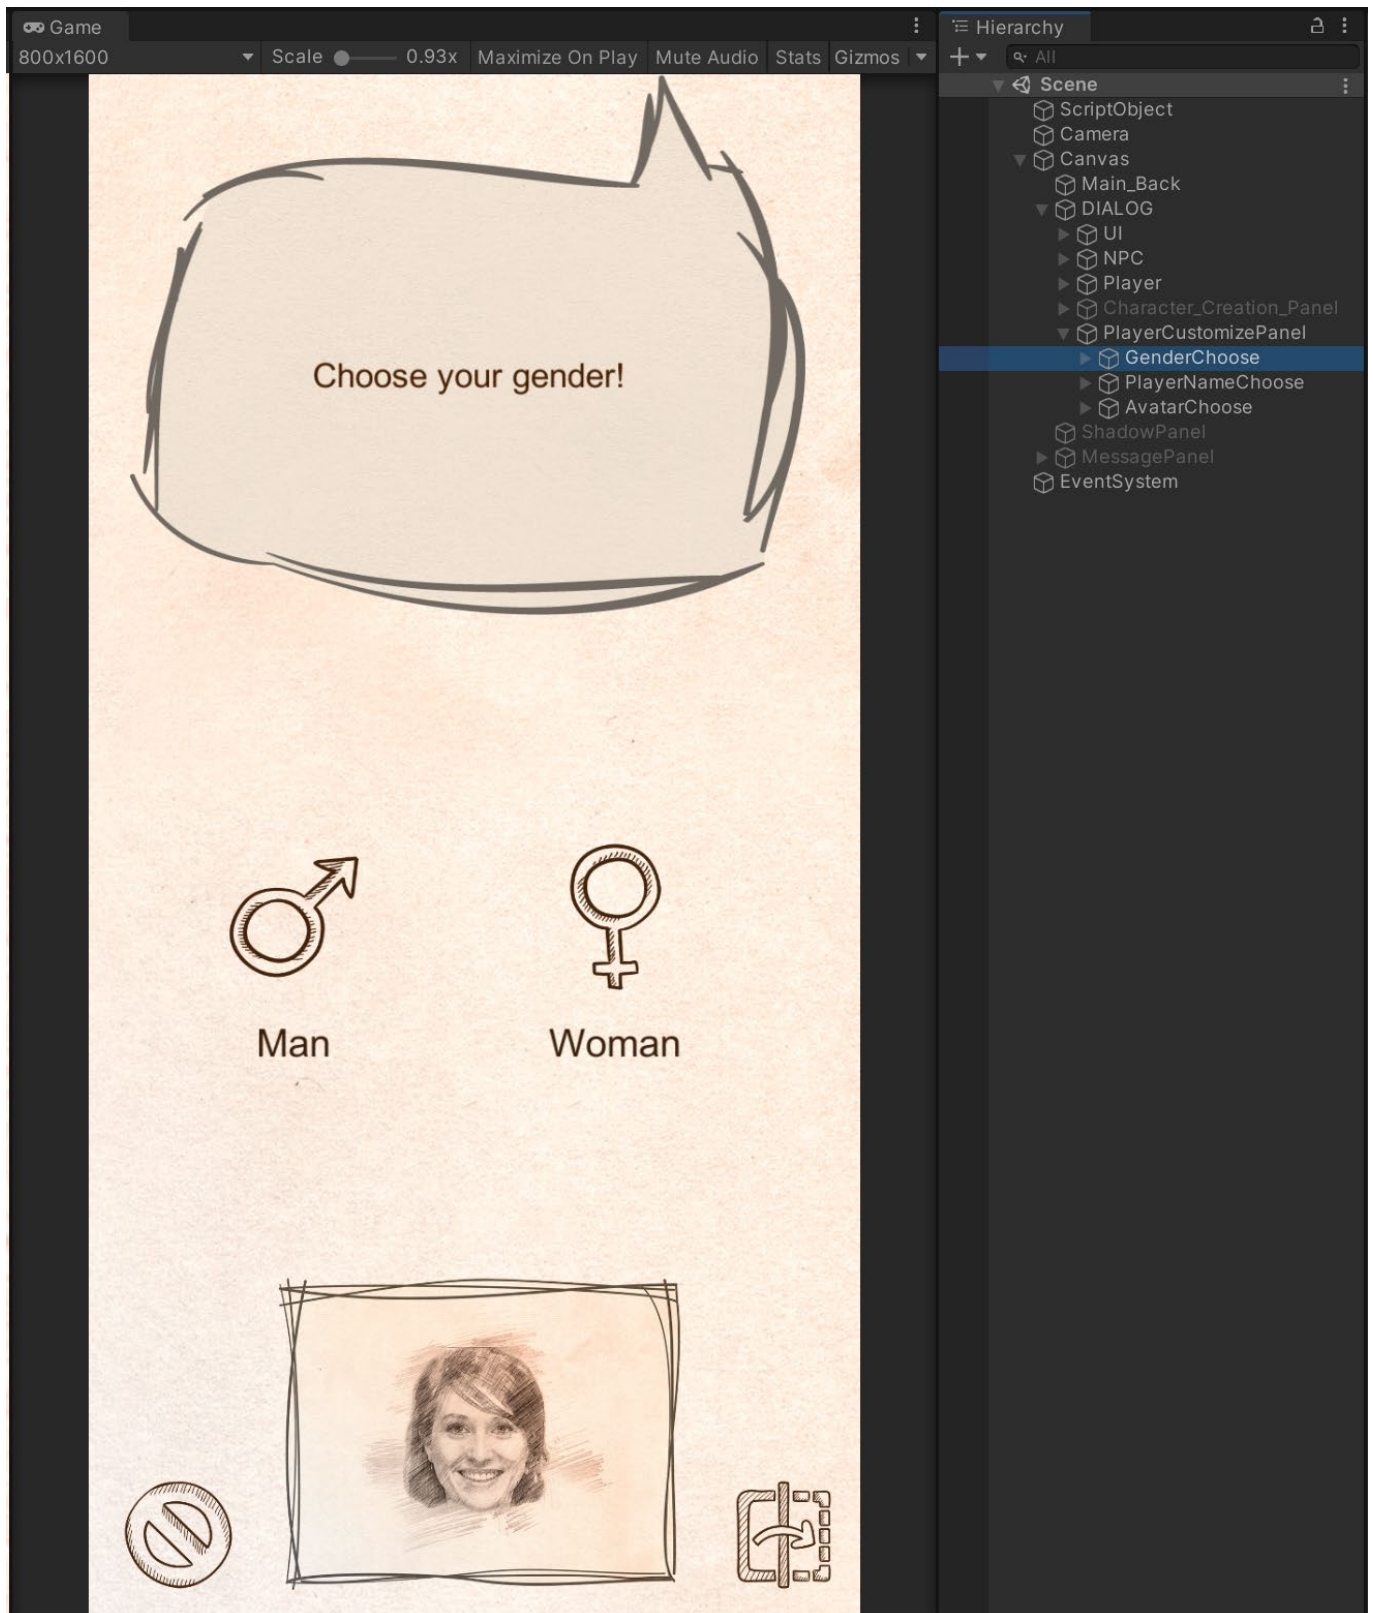 Game
800x1600 Scale 0.93x Maximize On Play Mute Audio Stats Gizmos
Choose your gender!
Man Woman
Hierarchy
All
Scene
ScriptObject
Camera
Canvas
Main_Back
DIALOG
UI
NPC
Player
Character_Creation_Panel
PlayerCustomizePanel
GenderChoose
PlayerNameChoose
AvatarChoose
ShadowPanel
MessagePanel
EventSystem